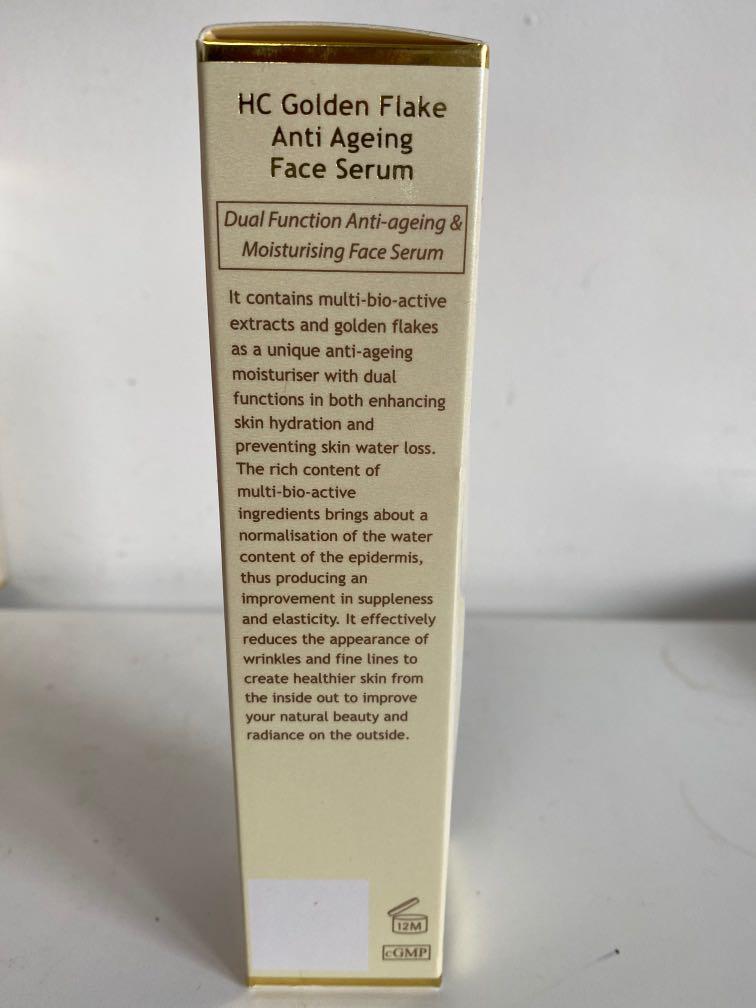 HC Golden Flake
Anti Ageing
Face Serum
Dual Function Anti-ageing &
Moisturising Face Serum
It contains multi-bio-active
extracts and golden flakes
as a unique anti-ageing
moisturiser with dual
functions in both enhancing
skin hydration and
preventing skin water loss.
The rich content of
multi-bio-active
ingredients brings about a
normalisation of the water
content of the epidermis,
thus producing an
improvement in suppleness
and elasticity. It effectively
reduces the appearance of
wrinkles and fine lines to
create healthier skin from
the inside out to improve
your natural beauty and
radiance on the outside.
12M
cGMP